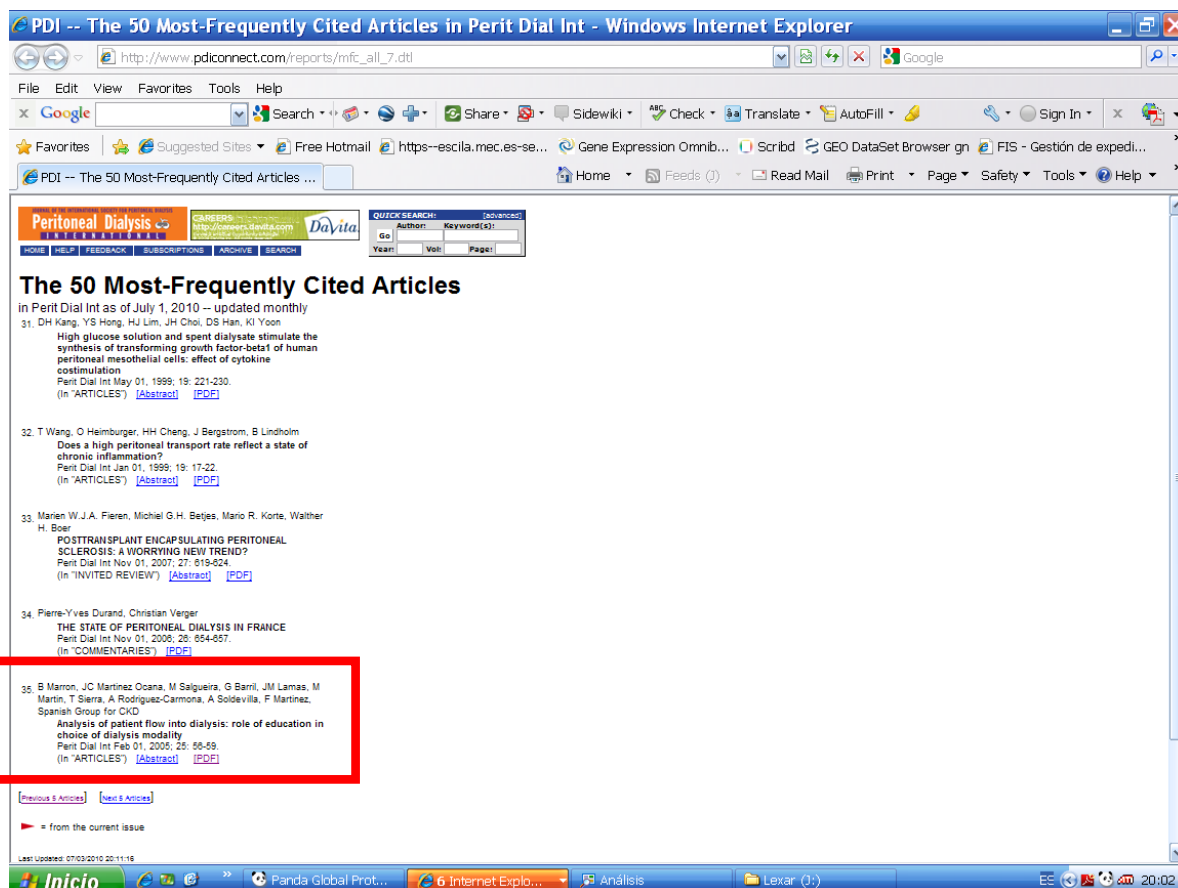 PDI -- The 50 Most-Frequently Cited Articles in Perit Dial Int - Windows Internet Explorer
http://www.pdiconnect.com/reports/mfc_all_7.dtl
Google
File Edit View Favorites Tools Help
x Google Search Share Sidewiki Check Translate AutoFill Sign In x
Favorites Suggested Sites Free Hotmail https--escila.mec.es-se... Gene Expression Omnib... Scribd GEO DataSet Browser gn FIS - Gestión de expedi...
PDI -- The 50 Most-Frequently Cited Articles ... Home Feeds (J) Read Mail Print Page Safety Tools Help
Peritoneal Dialysis
INTERNATIONAL
CAREERS
http://careers.davita.com
DaVita.
QUICK SEARCH: [advanced]
Author: Keyword(s):
Go
Year: Vol: Page:
HOME HELP FEEDBACK SUBSCRIPTIONS ARCHIVE SEARCH
The 50 Most-Frequently Cited Articles
in Perit Dial Int as of July 1, 2010 -- updated monthly
31. DH Kang, YS Hong, HJ Lim, JH Choi, DS Han, KI Yoon
High glucose solution and spent dialysate stimulate the
synthesis of transforming growth factor-beta1 of human
peritoneal mesothelial cells: effect of cytokine
costimulation
Perit Dial Int May 01, 1999; 19: 221-230.
(In "ARTICLES") [Abstract] [PDF]
32. T Wang, O Heimburger, HH Cheng, J Bergstrom, B Lindholm
Does a high peritoneal transport rate reflect a state of
chronic inflammation?
Perit Dial Int Jan 01, 1999; 19: 17-22.
(In "ARTICLES") [Abstract] [PDF]
33. Marien W.J.A. Fieren, Michiel G.H. Betjes, Mario R. Korte, Walther
H. Boer
POSTTRANSPLANT ENCAPSULATING PERITONEAL
SCLEROSIS: A WORRYING NEW TREND?
Perit Dial Int Nov 01, 2007; 27: 619-624.
(In "INVITED REVIEW") [Abstract] [PDF]
34. Pierre-Yves Durand, Christian Verger
THE STATE OF PERITONEAL DIALYSIS IN FRANCE
Perit Dial Int Nov 01, 2006; 26: 654-657.
(In "COMMENTARIES") [PDF]
35. B Marron, JC Martinez Ocana, M Salgueira, G Barril, JM Lamas, M
Martin, T Sierra, A Rodriguez-Carmona, A Soldevilla, F Martinez,
Spanish Group for CKD
Analysis of patient flow into dialysis: role of education in
choice of dialysis modality
Perit Dial Int Feb 01, 2005; 25: 56-59.
(In "ARTICLES") [Abstract] [PDF]
[Previous 5 Articles] [Next 5 Articles]
= from the current issue
Last Updated: 07/03/2010 20:11:16
Inicio Panda Global Prot... 6 Internet Explo... Análisis Lexar (J:) EE 20:02